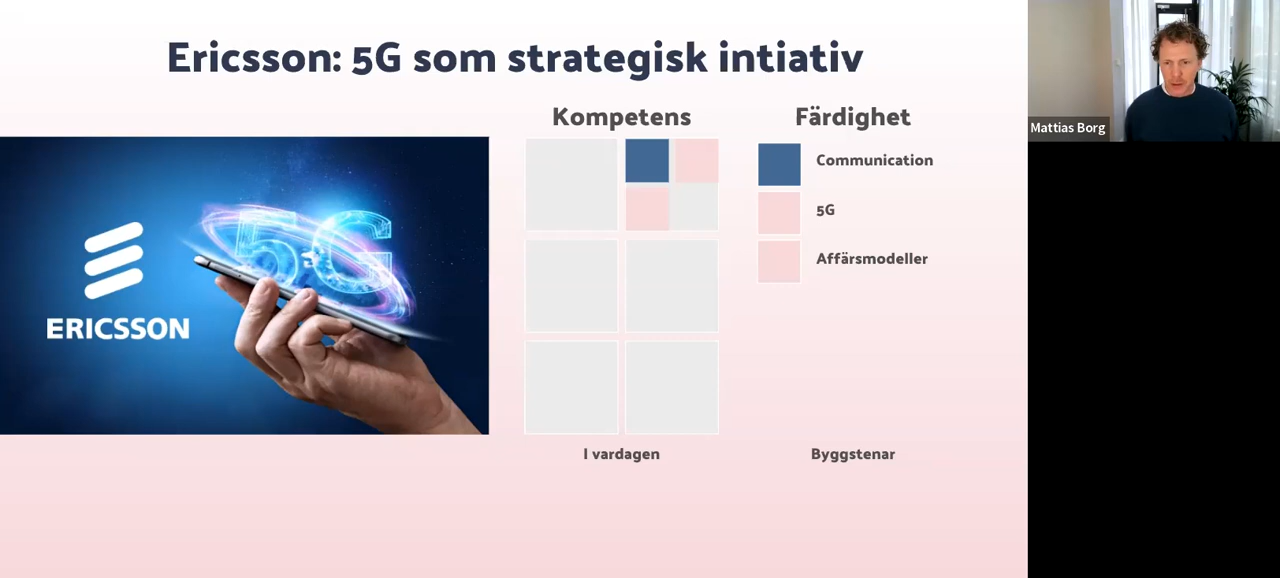 Ericsson: 5G som strategisk intiativ
Kompetens
Färdighet
Communication
5G
Affärsmodeller
5G
ERICSSON
I vardagen
Byggstenar
Mattias Borg